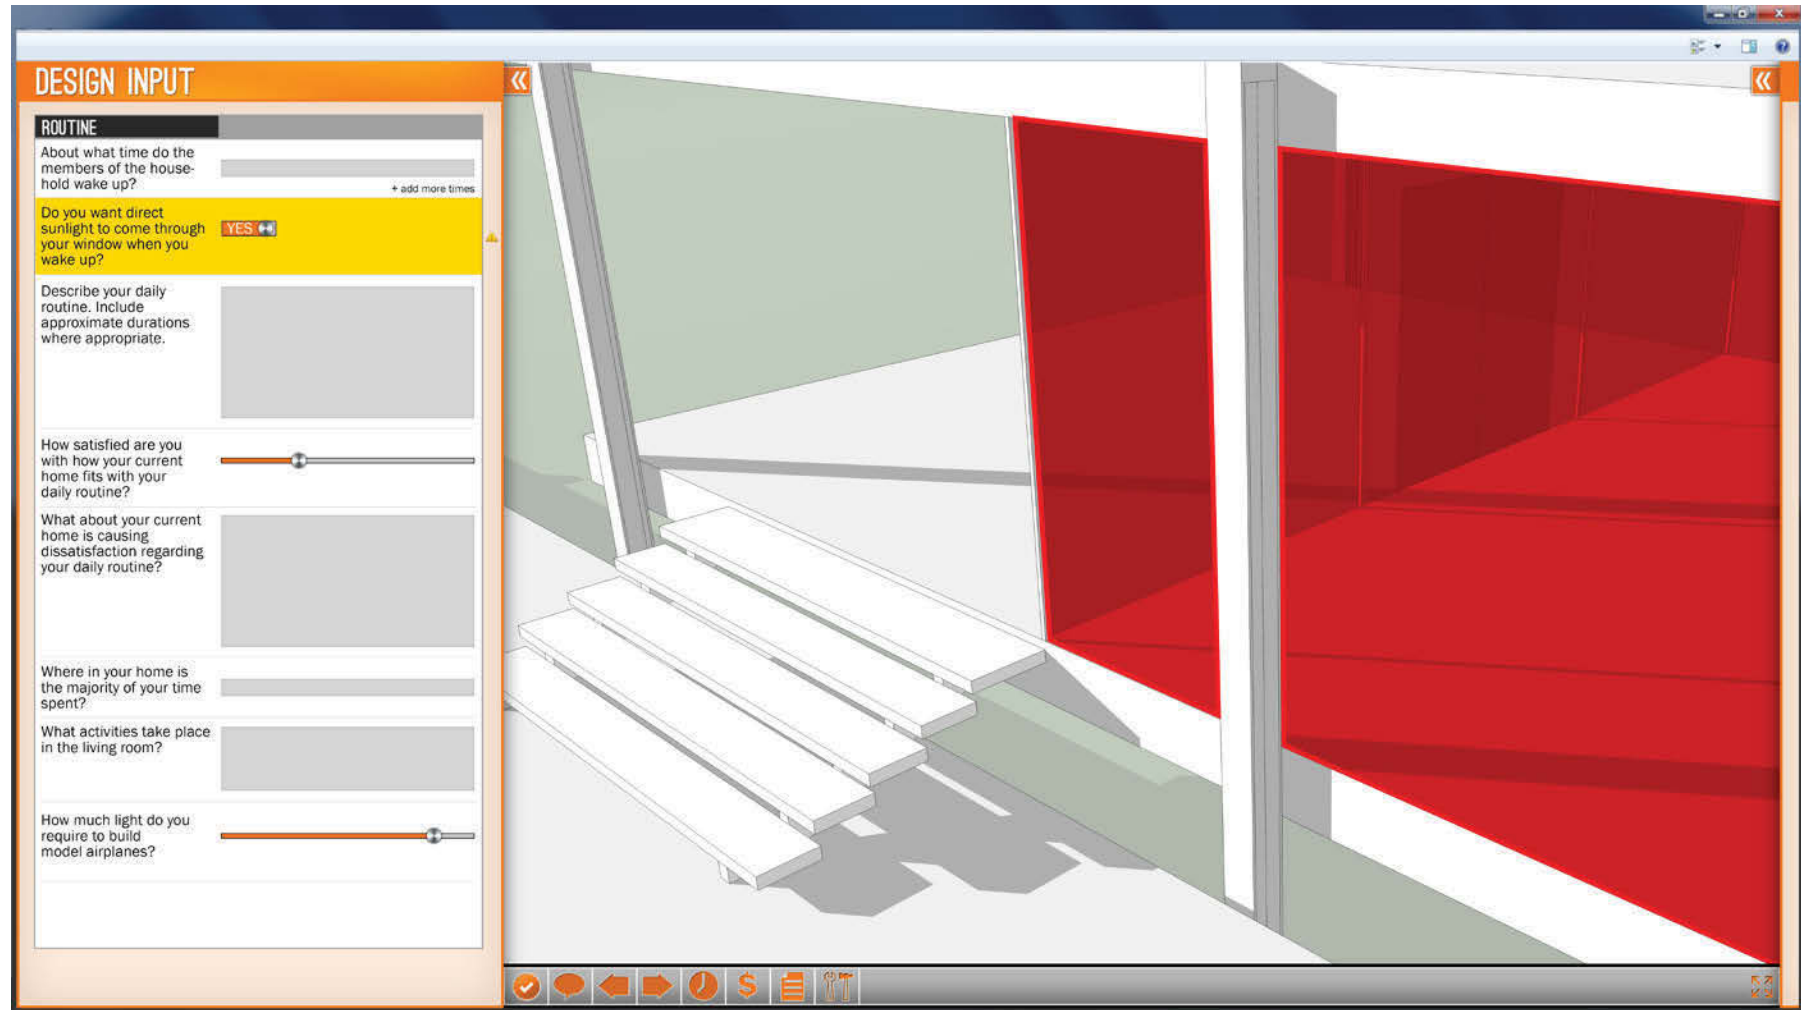 DESIGN INPUT
ROUTINE
About what time do the
members of the house-
hold wake up?
+ add more times
Do you want direct
sunlight to come through
your window when you
wake up?
YES
Describe your daily
routine. Include
approximate durations
where appropriate.
How satisfied are you
with how your current
home fits with your
daily routine?
What about your current
home is causing
dissatisfaction regarding
your daily routine?
Where in your home is
the majority of your time
spent?
What activities take place
in the living room?
How much light do you
require to build
model airplanes?
$